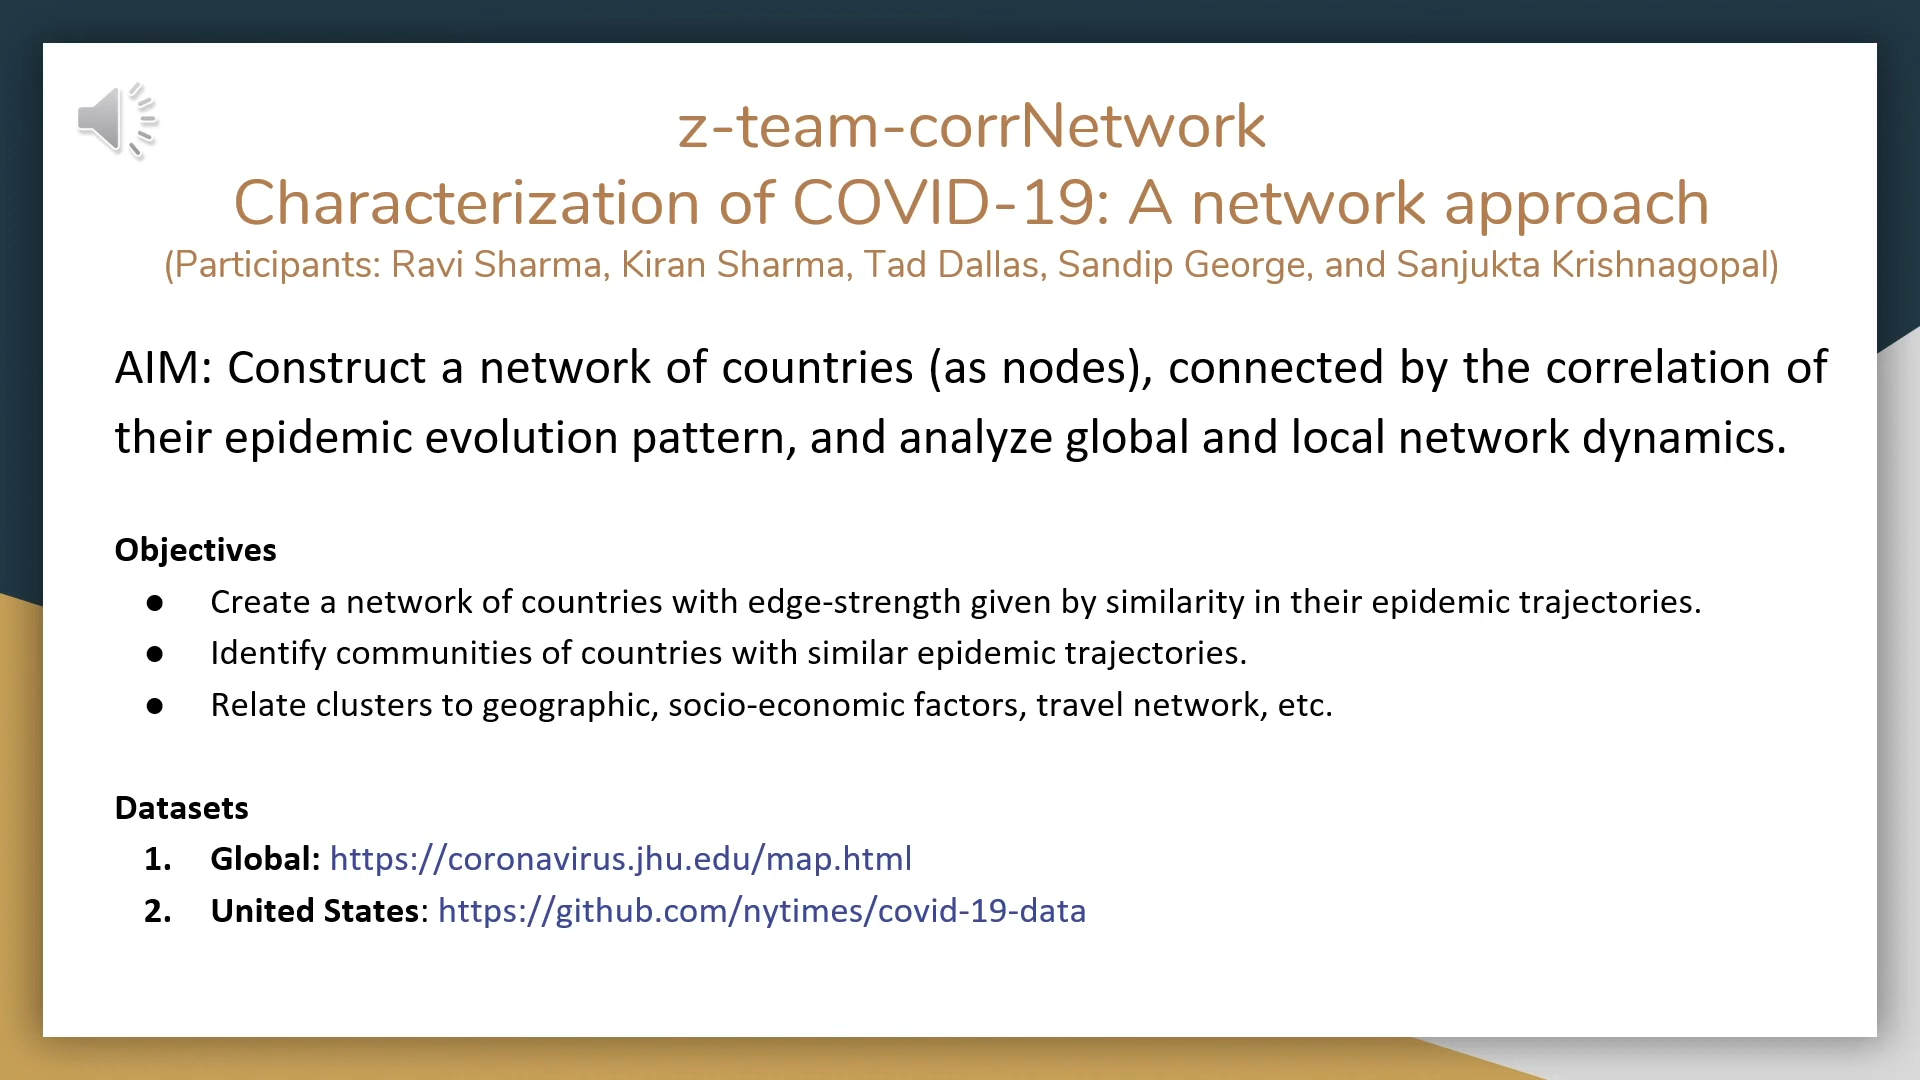 z-team-corrNetwork
Characterization of COVID-19: A network approach
(Participants: Ravi Sharma, Kiran Sharma, Tad Dallas, Sandip George, and Sanjukta Krishnagopal)
AIM: Construct a network of countries (as nodes), connected by the correlation of
their epidemic evolution pattern, and analyze global and local network dynamics.
Objectives
● Create a network of countries with edge-strength given by similarity in their epidemic trajectories.
● Identify communities of countries with similar epidemic trajectories.
● Relate clusters to geographic, socio-economic factors, travel network, etc.
Datasets
1. Global: https://coronavirus.jhu.edu/map.html
2. United States: https://github.com/nytimes/covid-19-data